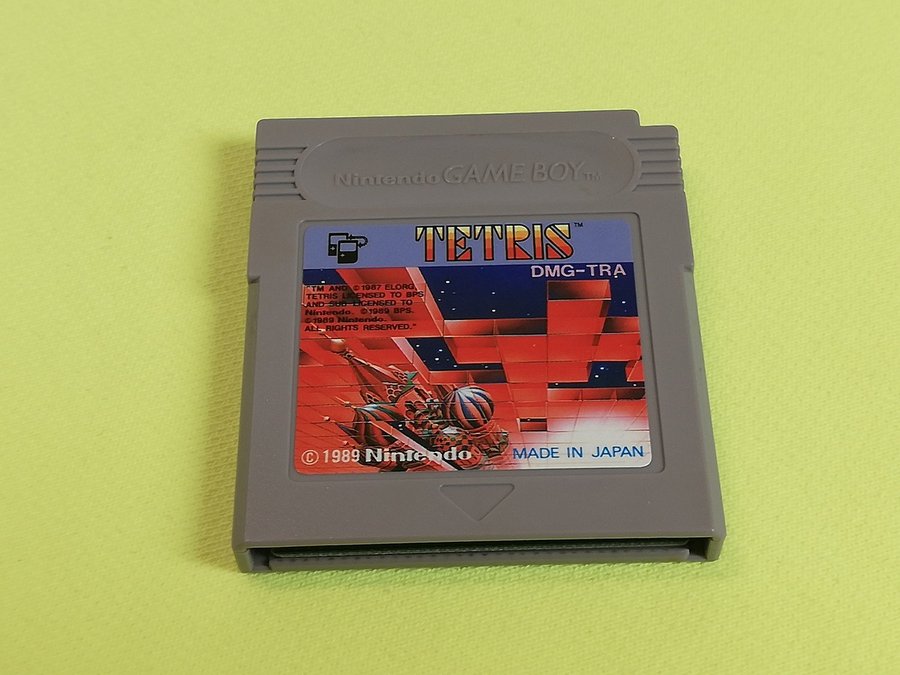 Nintendo GAME BOY TM
TETRIS TM
DMG-TRA
"TM AND © 1987 ELORG,
TETRIS LICENSED TO BPS
AND SUB LICENSED TO
Nintendo. © 1989 BPS.
© 1989 Nintendo.
ALL RIGHTS RESERVED."
© 1989 Nintendo
MADE IN JAPAN